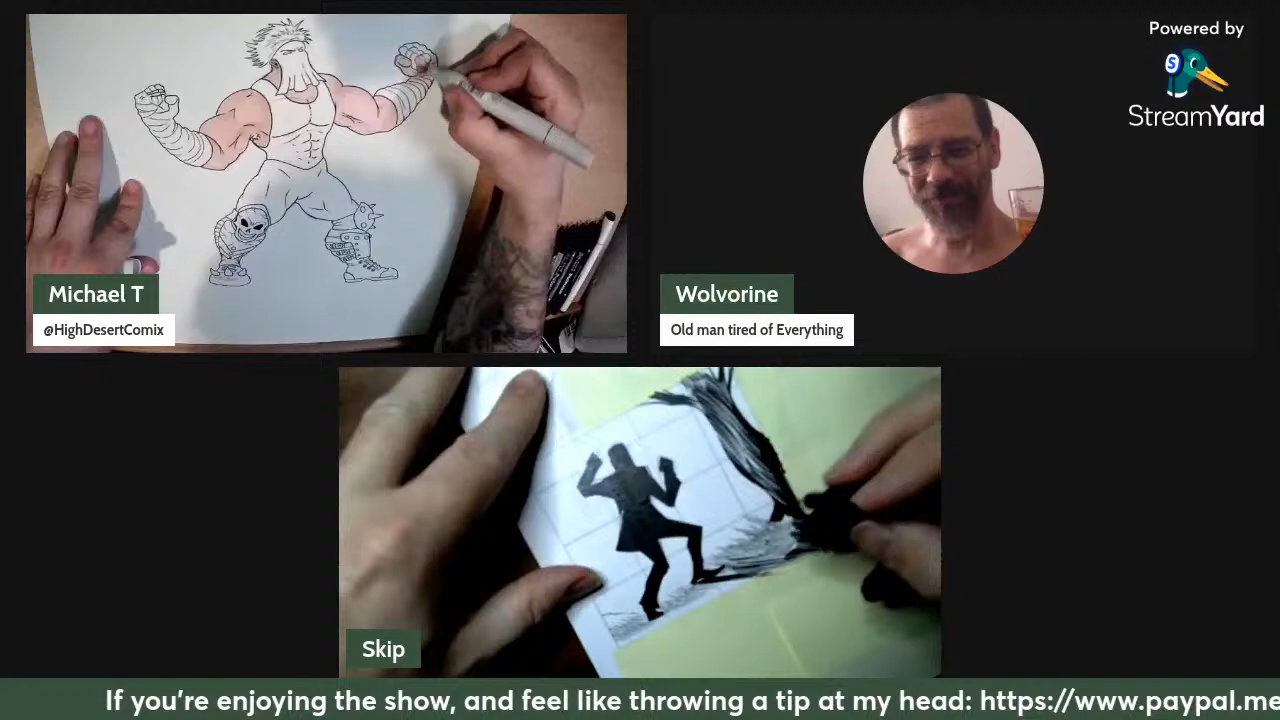 Powered by
StreamYard
Michael T
@HighDesertComix
Wolvorine
Old man tired of Everything
Skip
If you're enjoying the show, and feel like throwing a tip at my head: https://www.paypal.me